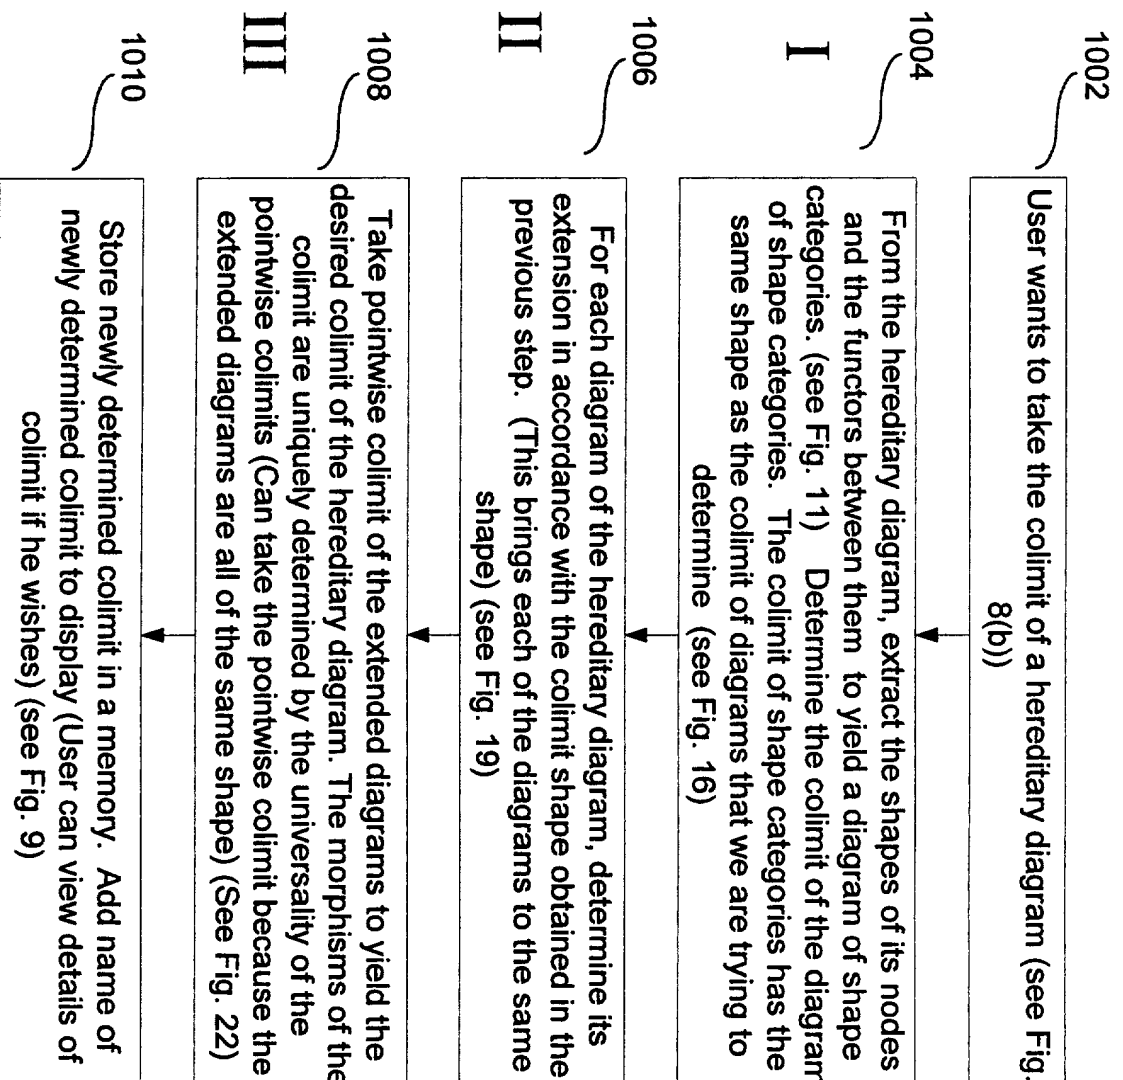 1002
User wants to take the colimit of a hereditary diagram (see Fig.
8(b))
1004
I
From the hereditary diagram, extract the shapes of its nodes
and the functors between them to yield a diagram of shape
categories. (see Fig. 11) Determine the colimit of the diagram
of shape categories. The colimit of shape categories has the
same shape as the colimit of diagrams that we are trying to
determine (see Fig. 16)
1006
II
For each diagram of the hereditary diagram, determine its
extension in accordance with the colimit shape obtained in the
previous step. (This brings each of the diagrams to the same
shape) (see Fig. 19)
1008
III
Take pointwise colimit of the extended diagrams to yield the
desired colimit of the hereditary diagram. The morphisms of the
colimit are uniquely determined by the universality of the
pointwise colimits (Can take the pointwise colimit because the
extended diagrams are all of the same shape) (See Fig. 22)
1010
Store newly determined colimit in a memory. Add name of
newly determined colimit to display (User can view details of
colimit if he wishes) (see Fig. 9)